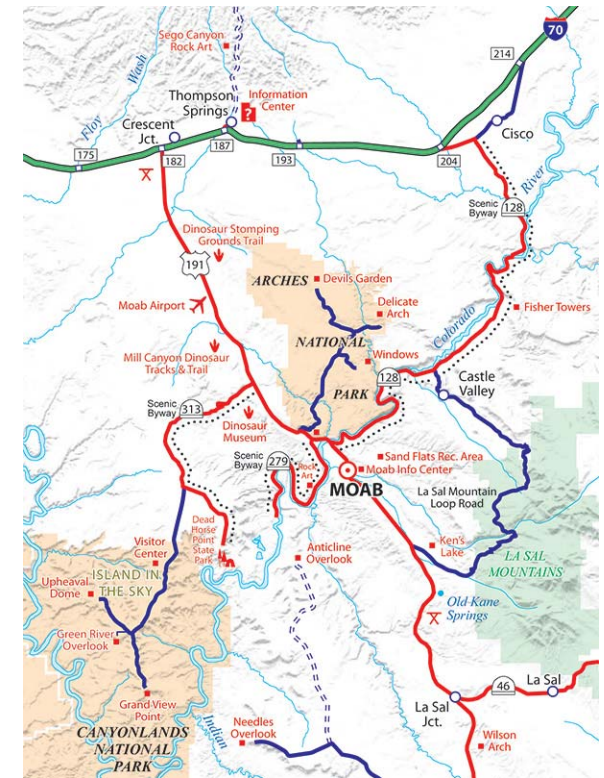 70
214
Sego Canyon
Rock Art
Floy
Wash
Thompson
Springs
?
Information
Center
Crescent
Jct.
Cisco
175
182
187
193
204
River
Scenic
Byway
128
Dinosaur Stomping
Grounds Trail
191
ARCHES
Devils Garden
Moab Airport
Delicate
Arch
Fisher Towers
NATIONAL
Colorado
Mill Canyon Dinosaur
Tracks & Trail
Windows
128
Castle
Valley
PARK
Scenic
Byway
313
Dinosaur
Museum
Scenic
Byway
279
Rock
Art
Sand Flats Rec. Area
Moab Info Center
MOAB
La Sal Mountain
Loop Road
Dead
Horse
Point
State
Park
Visitor
Center
Anticline
Overlook
Ken's
Lake
LA SAL
MOUNTAINS
Upheaval
Dome
ISLAND IN
THE SKY
Old Kane
Springs
Green River
Overlook
Grand View
Point
46
La Sal
La Sal
Jct.
CANYONLANDS
NATIONAL
PARK
Indian
Needles
Overlook
Wilson
Arch